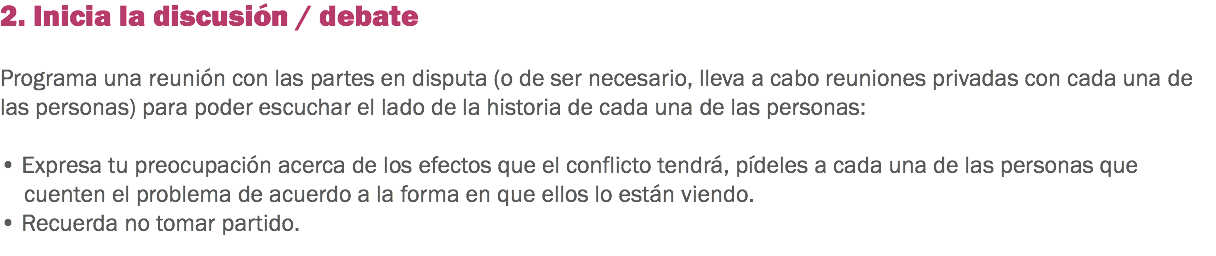 2. Inicia la discusión / debate
Programa una reunión con las partes en disputa (o de ser necesario, lleva a cabo reuniones privadas con cada una de
las personas) para poder escuchar el lado de la historia de cada una de las personas:
• Expresa tu preocupación acerca de los efectos que el conflicto tendrá, pídeles a cada una de las personas que
cuenten el problema de acuerdo a la forma en que ellos lo están viendo.
• Recuerda no tomar partido.